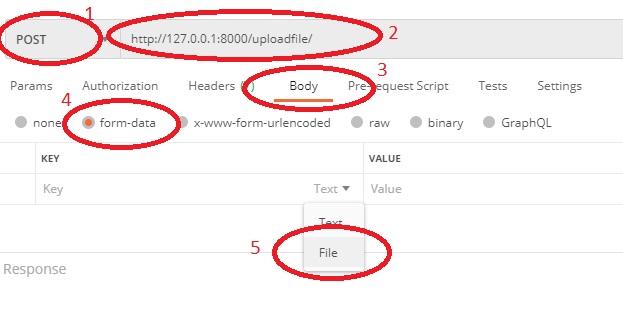 1
POST http://127.0.0.1:8000/uploadfile/ 2
3
Params Authorization Headers Body Pre-request Script Tests Settings
4
none form-data x-www-form-urlencoded raw binary GraphQL
KEY VALUE
Key Text Value
Text
5 File
Response